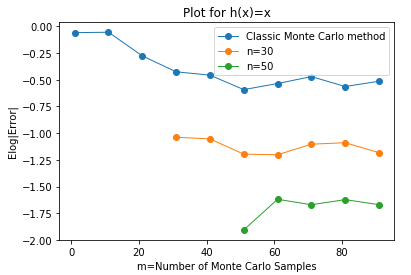 Plot for h(x)=x
Classic Monte Carlo method
n=30
n=50
0.00
−0.25
−0.50
−0.75
−1.00
−1.25
−1.50
−1.75
−2.00
Elog|Error|
0 20 40 60 80
m=Number of Monte Carlo Samples